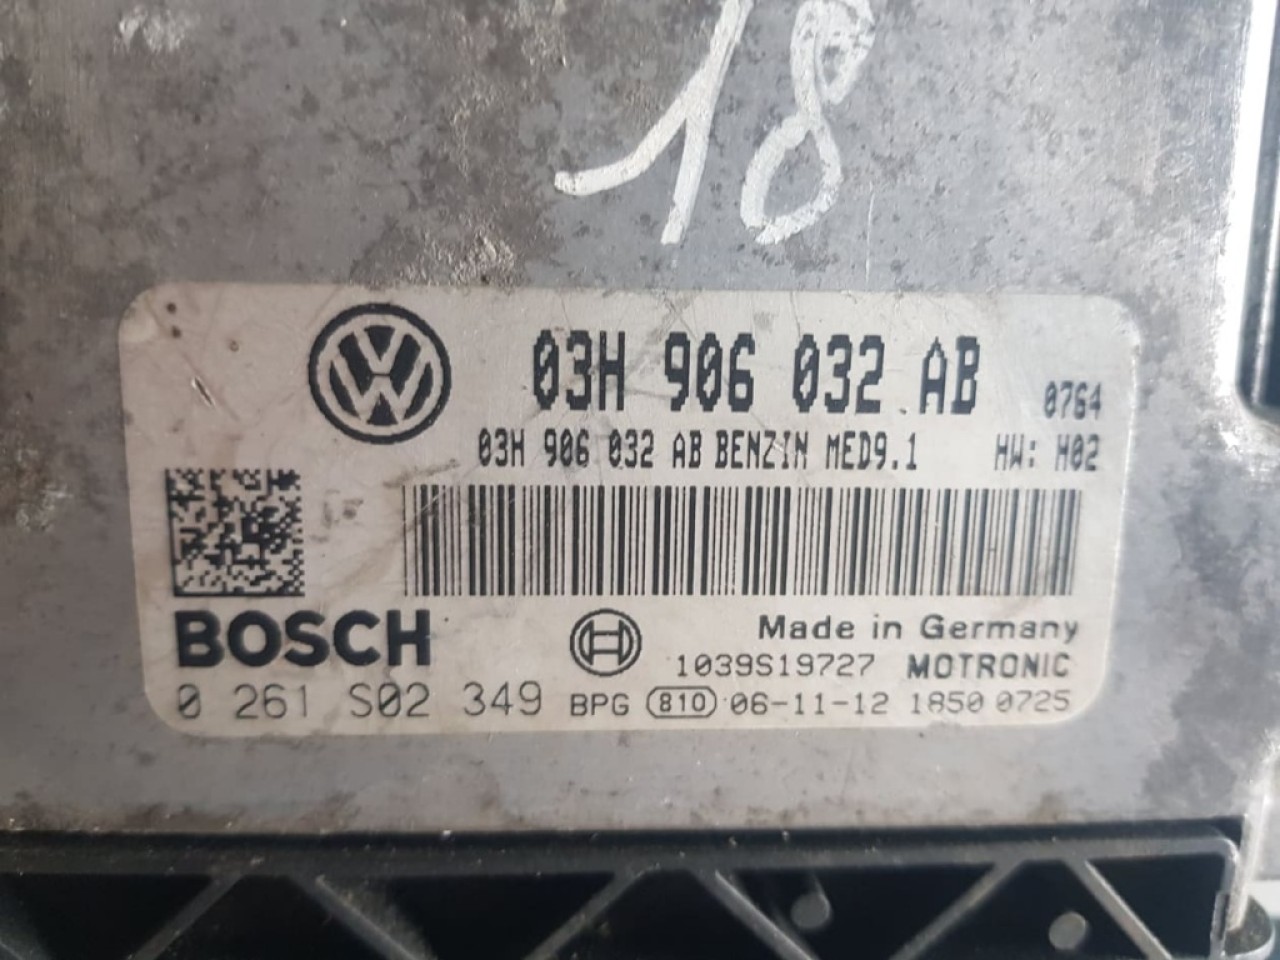 18
03H 906 032 AB 0764
03H 906 032 AB BENZIN MED9.1 HW: H02
BOSCH
Made in Germany
1039S19727 MOTRONIC
0 261 S02 349 BPG 810 06-11-12 1850 0725